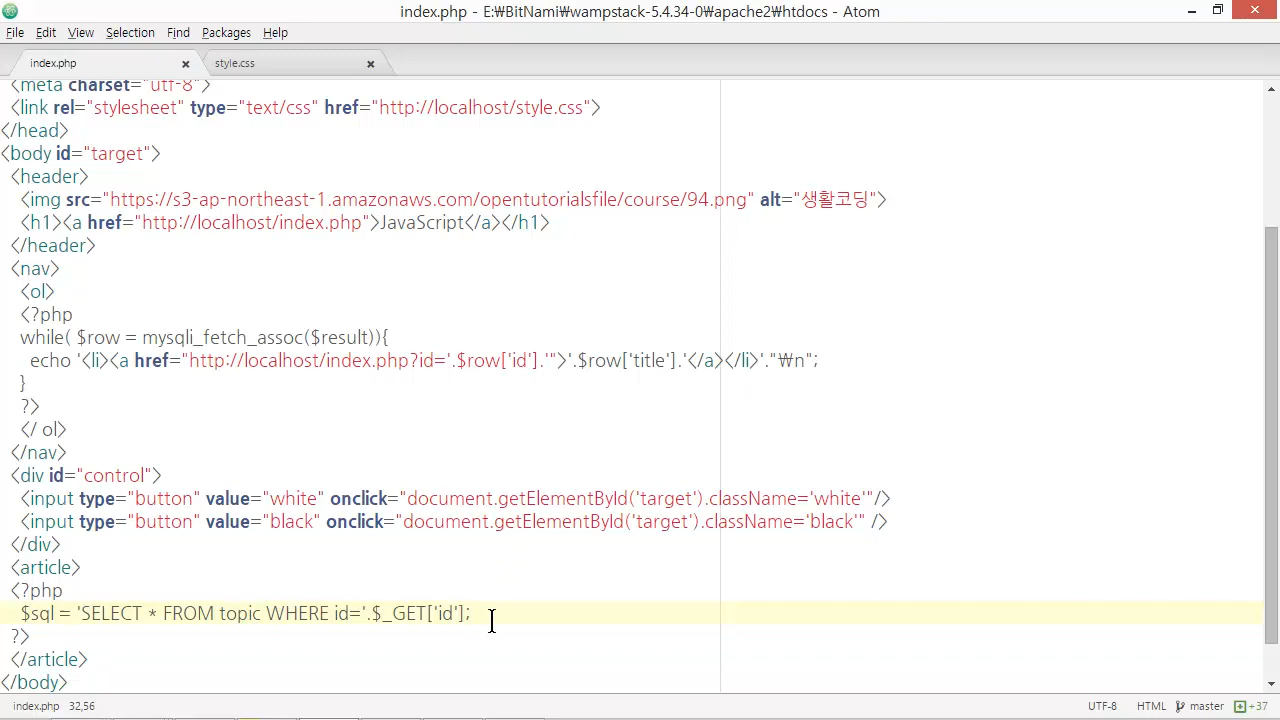 index.php - E:₩BitNami₩wampstack-5.4.34-0₩apache2₩htdocs - Atom
File Edit View Selection Find Packages Help
index.php
style.css
<meta charset="utf-8">
<link rel="stylesheet" type="text/css" href="http://localhost/style.css">
</head>
<body id="target">
<header>
<img src="https://s3-ap-northeast-1.amazonaws.com/opentutorialsfile/course/94.png" alt="생활코딩">
<h1><a href="http://localhost/index.php">JavaScript</a></h1>
</header>
<nav>
<ol>
<?php
while( $row = mysqli_fetch_assoc($result)){
echo '<li><a href="http://localhost/index.php?id='.$row['id'].'">'.$row['title'].'</a></li>'."₩n";
}
?>
</ ol>
</nav>
<div id="control">
<input type="button" value="white" onclick="document.getElementById('target').className='white'"/>
<input type="button" value="black" onclick="document.getElementById('target').className='black'" />
</div>
<article>
<?php
$sql = 'SELECT * FROM topic WHERE id='.$_GET['id'];
?>
</article>
</body>
index.php 32,56
UTF-8 HTML master +37